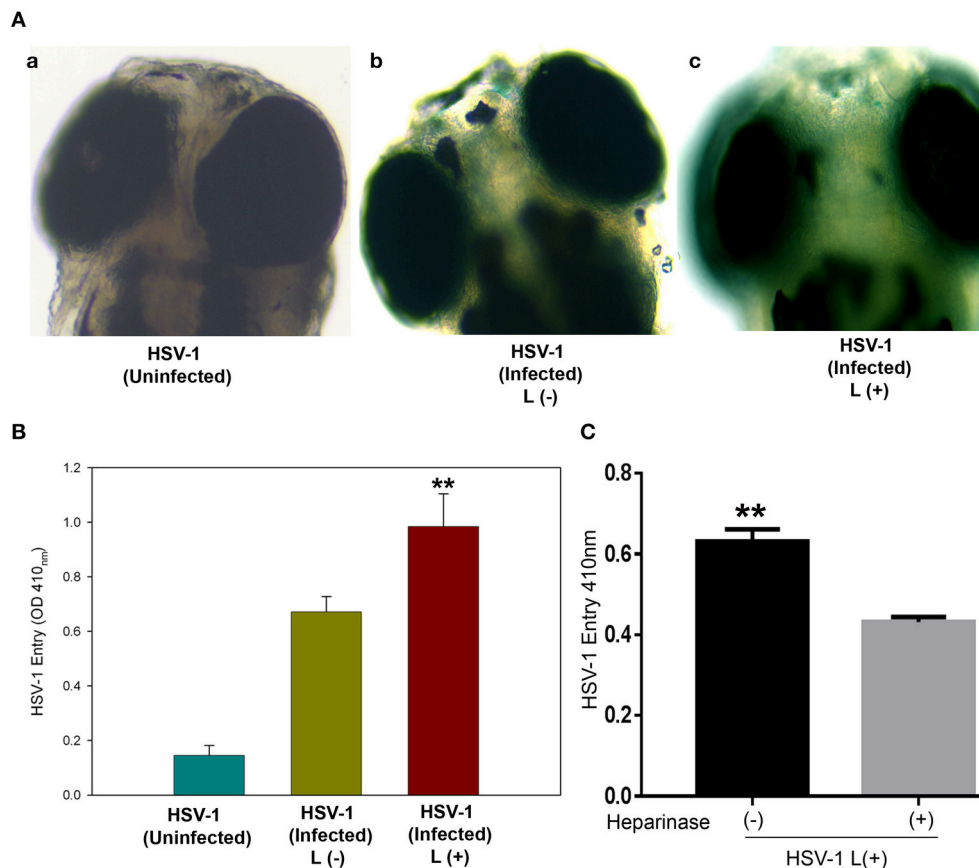 A
a
b
c
HSV-1
(Uninfected)
HSV-1
(Infected)
L (-)
HSV-1
(Infected)
L (+)
B
HSV-1 Entry (OD 410nm)
1.2
1.0
0.8
0.6
0.4
0.2
0.0
**
HSV-1
(Uninfected)
HSV-1
(Infected)
L (-)
HSV-1
(Infected)
L (+)
C
HSV-1 Entry 410nm
0.8
0.6
0.4
0.2
0.0
**
Heparinase (-) (+)
HSV-1 L(+)